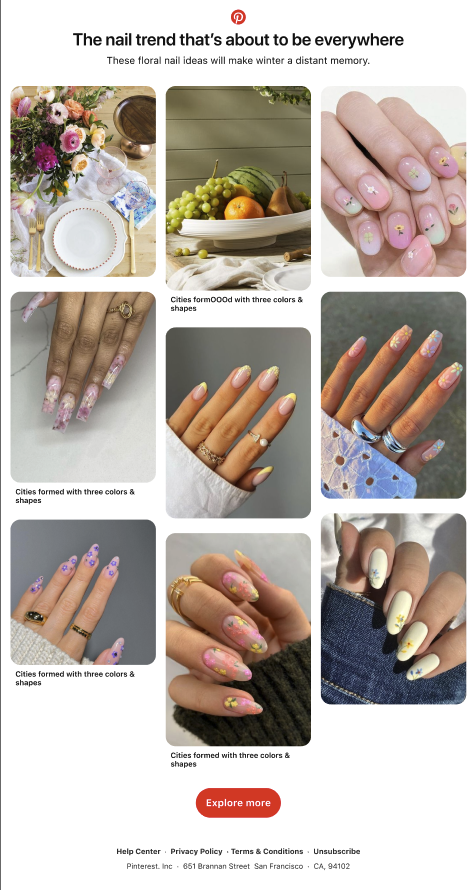 The nail trend that's about to be everywhere
These floral nail ideas will make winter a distant memory.
Cities formOOOd with three colors &
shapes
Cities formed with three colors &
shapes
Cities formed with three colors &
shapes
Cities formed with three colors &
shapes
Explore more
Help Center · Privacy Policy · Terms & Conditions · Unsubscribe
Pinterest. Inc · 651 Brannan Street San Francisco · CA, 94102